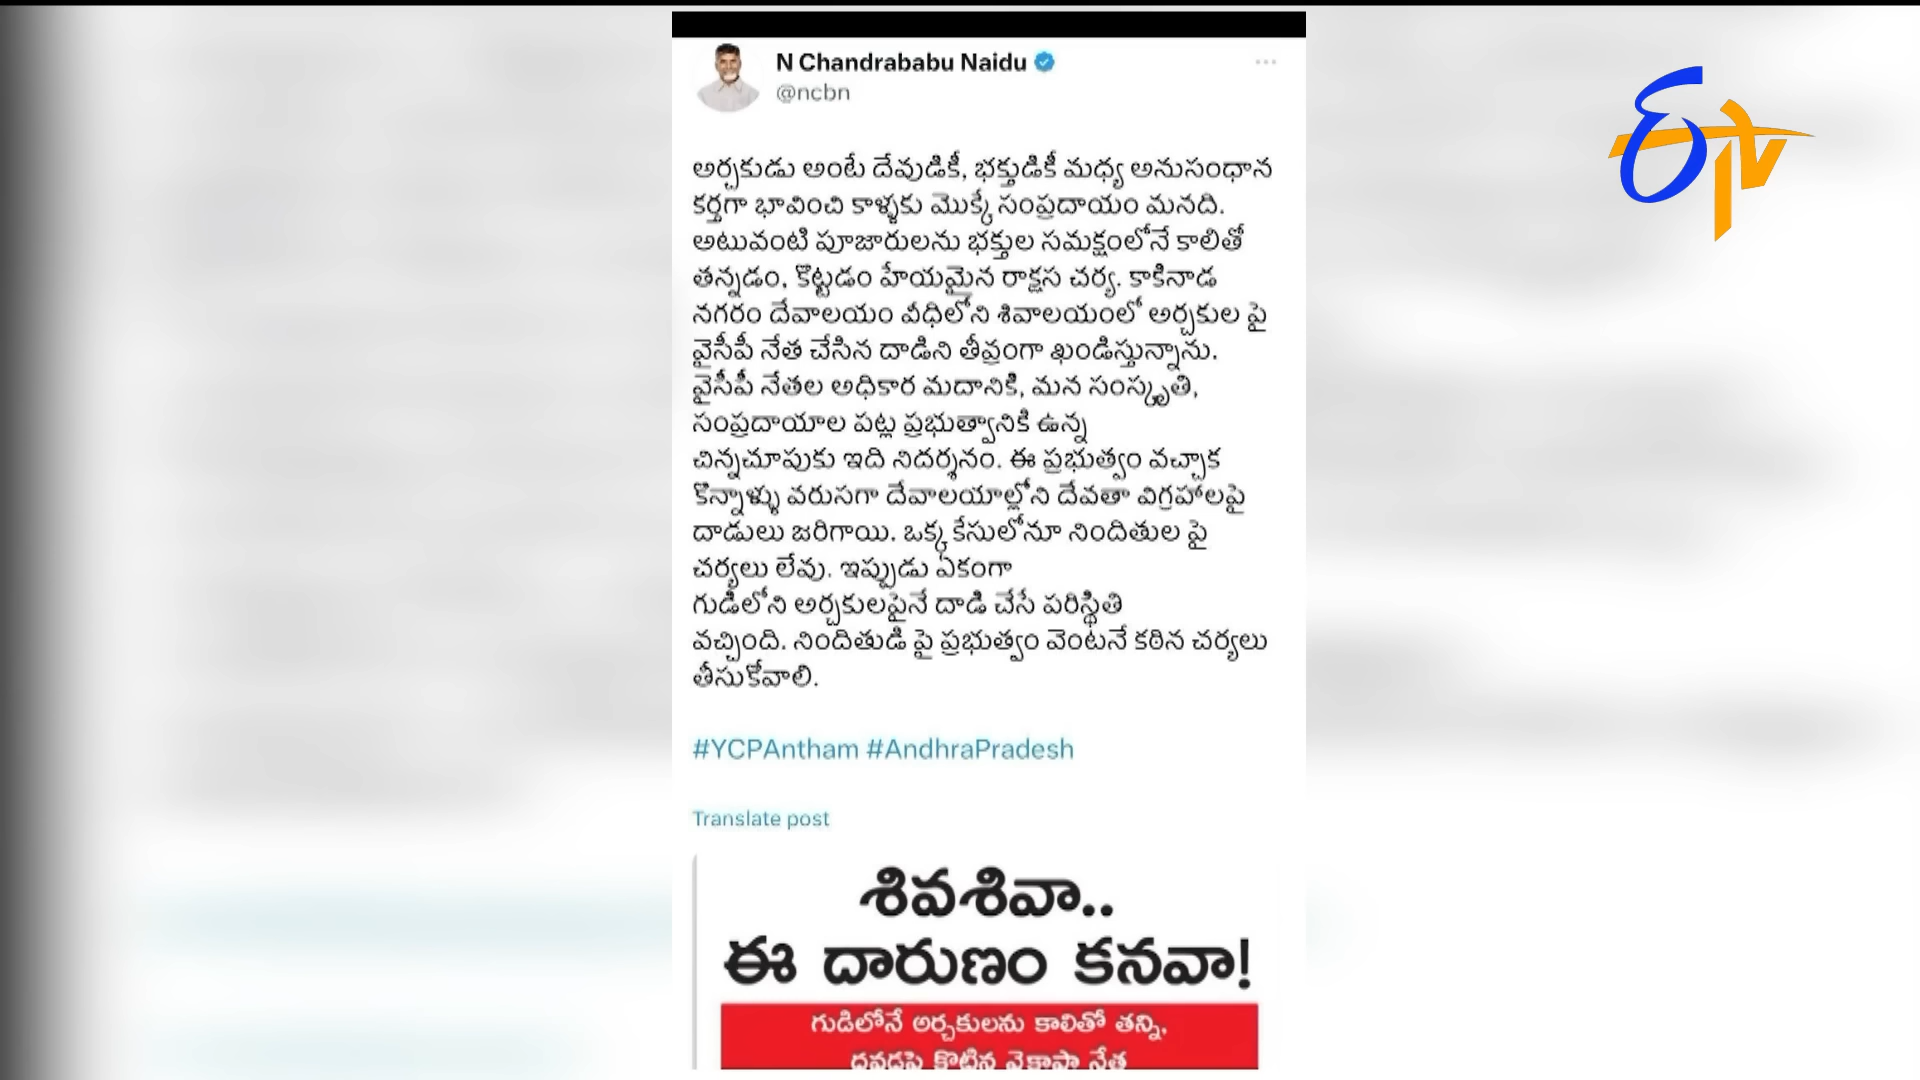 N Chandrababu Naidu
@ncbn
ETV
అర్చకుడు అంటే దేవుడికీ, భక్తుడికీ మధ్య అనుసంధాన
కర్తగా భావించి కాళ్ళకు మొక్కే సంప్రదాయం మనది.
అటువంటి పూజారులను భక్తుల సమక్షంలోనే కాలితో
తన్నడం, కొట్టడం హేయమైన రాక్షస చర్య. కాకినాడ
నగరం దేవాలయం వీధిలోని శివాలయంలో అర్చకుల పై
వైసీపీ నేత చేసిన దాడిని తీవ్రంగా ఖండిస్తున్నాను.
వైసీపీ నేతల అధికార మదానికి, మన సంస్కృతి,
సంప్రదాయాల పట్ల ప్రభుత్వానికి ఉన్న
చిన్నచూపుకు ఇది నిదర్శనం. ఈ ప్రభుత్వం వచ్చాక
కొన్నాళ్ళు వరుసగా దేవాలయాల్లోని దేవతా విగ్రహాలపై
దాడులు జరిగాయి. ఒక్క కేసులోనూ నిందితుల పై
చర్యలు లేవు. ఇప్పుడు ఏకంగా
గుడిలోని అర్చకులపైనే దాడి చేసే పరిస్థితి
వచ్చింది. నిందితుడి పై ప్రభుత్వం వెంటనే కఠిన చర్యలు
తీసుకోవాలి.
#YCPAntham #AndhraPradesh
Translate post
శివశివా..
ఈ దారుణం కనవా!
గుడిలోనే అర్చకులను కాలితో తన్ని,
దవడపై కొట్టిన వైకాపా నేత